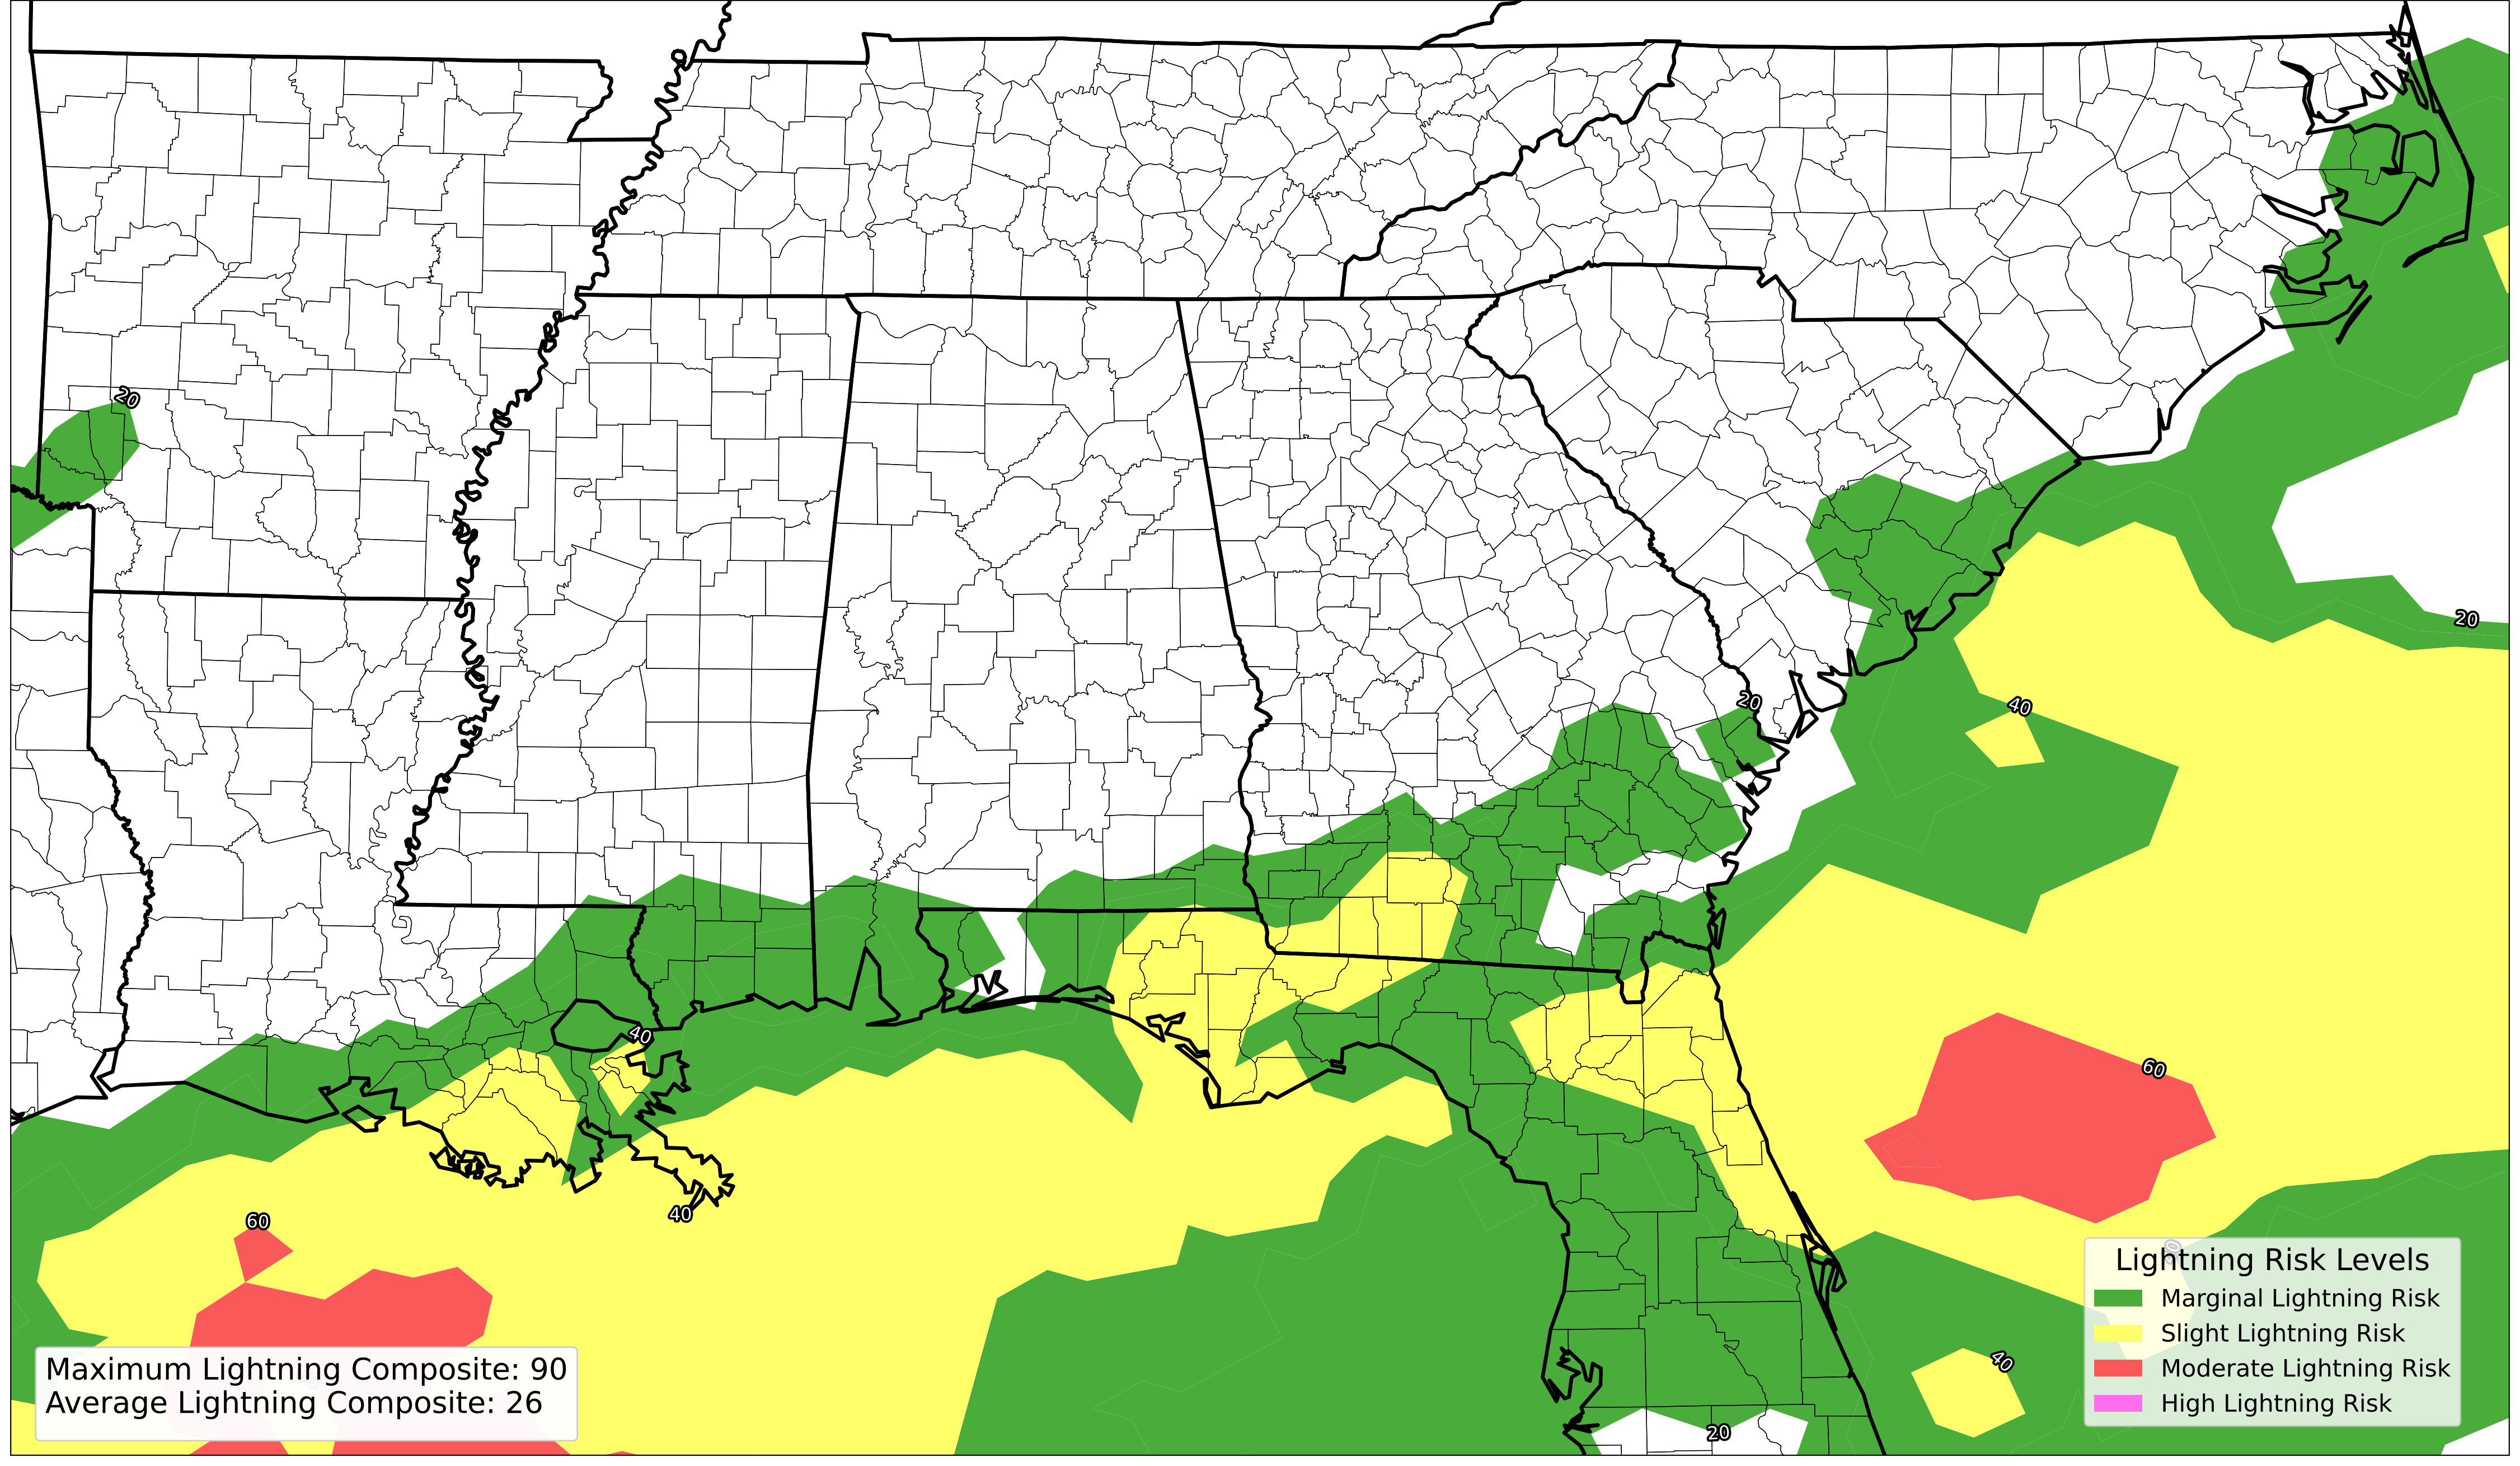 20
20
40
20
40
60
60
40
Lightning Risk Levels
Marginal Lightning Risk
Slight Lightning Risk
Moderate Lightning Risk
High Lightning Risk
Maximum Lightning Composite: 90
Average Lightning Composite: 26
40
20